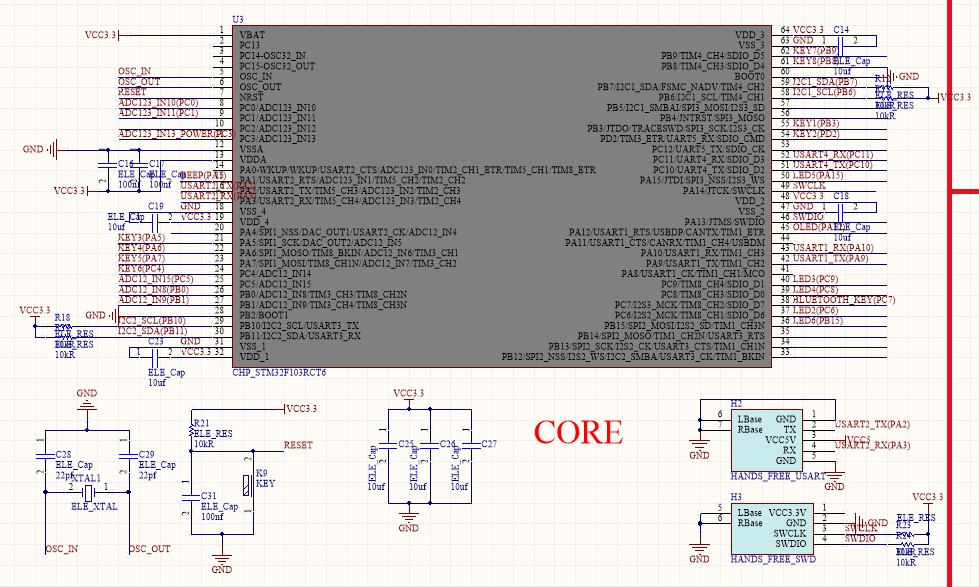 U3
VCC3.3
1 VBAT
2 PC13
3 PC14-OSC32_IN
4 PC15-OSC32_OUT
OSC_IN 5 OSC_IN
OSC_OUT 6 OSC_OUT
RESET 7 NRST
ADC123_IN10(PC0) 8 PC0/ADC123_IN10
ADC123_IN11(PC1) 9 PC1/ADC123_IN11
10 PC2/ADC123_IN12
ADC123_IN13_POWER(PC3) 11 PC3/ADC123_IN13
GND 12 VSSA
13 VDDA
C16 ELE_Cap 100nf
C17 ELE_Cap 100nf
VCC3.3
BEEP(PA1)
14 PA0-WKUP/WKUP/USART2_CTS/ADC123_IN0/TIM2_CH1_ETR/TIM5_CH1/TIM8_ETR
15 PA1/USART2_RTS/ADC123_IN1/TIM5_CH2/TIM2_CH2
16 PA2/USART2_TX/TIM5_CH3/ADC123_IN2/TIM2_CH3
17 PA3/USART2_RX/TIM5_CH4/ADC123_IN3/TIM2_CH4
C19 ELE_Cap 10uf
GND 18 VSS_4
VCC3.3 19 VDD_4
20 PA4/SPI1_NSS/DAC_OUT1/USART2_CK/ADC12_IN4
KEY3(PA5) 21 PA5/SPI1_SCK/DAC_OUT2/ADC12_IN5
KEY4(PA6) 22 PA6/SPI1_MOSO/TIM8_BKIN/ADC12_IN6/TIM3_CH1
KEY5(PA7) 23 PA7/SPI1_MOSI/TIM8_CH1N/ADC12_IN7/TIM3_CH2
KEY6(PC4) 24 PC4/ADC12_IN14
ADC12_IN15(PC5) 25 PC5/ADC12_IN15
ADC12_IN8(PB0) 26 PB0/ADC12_IN8/TIM3_CH3/TIM8_CH2N
ADC12_IN9(PB1) 27 PB1/ADC12_IN9/TIM3_CH4/TIM8_CH3N
GND 28 PB2/BOOT1
I2C2_SCL(PB10) 29 PB10/I2C2_SCL/USART3_TX
I2C2_SDA(PB11) 30 PB11/I2C2_SDA/USART3_RX
GND 31 VSS_1
VCC3.3 32 VDD_1
VCC3.3
R18
ELE_RES
10kR
C23 ELE_Cap 10uf
CHP_STM32F103RCT6
VDD_3 64 VCC3.3
VSS_3 63 GND
PB9/TIM4_CH4/SDIO_D5 62 KEY7(PB9)
PB8/TIM4_CH3/SDIO_D4 61 KEY8(PB8)
BOOT0 60 GND
PB7/I2C1_SDA/FSMC_NADV/TIM4_CH2 59 I2C1_SDA(PB7)
PB6/I2C1_SCL/TIM4_CH1 58 I2C1_SCL(PB6)
PB5/I2C1_SMBAI/SPI3_MOSI/I2S3_SD 57
PB4/JNTRST/SPI3_MOSO 56
PB3/JTDO/TRACESWD/SPI3_SCK/I2S3_CK 55 KEY1(PB3)
PD2/TIM3_ETR/UART5_RX/SDIO_CMD 54 KEY2(PD2)
PC12/UART5_TX/SDIO_CK 53
PC11/UART4_RX/SDIO_D3 52 USART4_RX(PC11)
PC10/UART4_TX/SDIO_D2 51 USART4_TX(PC10)
PA15/JTDI/SPI3_NSS/I2S3_WS 50 LED5(PA15)
PA14/JTCK/SWCLK 49 SWCLK
VDD_2 48 VCC3.3
VSS_2 47 GND
PA13/JTMS/SWDIO 46 SWDIO
PA12/USART1_RTS/USBDP/CANTX/TIM1_ETR 45
PA11/USART1_CTS/CANRX/TIM1_CH4/USBDM 44
PA10/USART1_RX/TIM1_CH3 43 USART1_RX(PA10)
PA9/USART1_TX/TIM1_CH2 42 USART1_TX(PA9)
PA8/USART1_CK/TIM1_CH1/MCO 41
PC9/TIM8_CH4/SDIO_D1 40 LED3(PC9)
PC8/TIM8_CH3/SDIO_D0 39 LED4(PC8)
PC7/I2S3_MCK/TIM8_CH2/SDIO_D7 38 BLUETOOTH_KEY(PC7)
PC6/I2S2_MCK/TIM8_CH1/SDIO_D6 37 LED2(PC6)
PB15/SPI2_MOSI/I2S2_SD/TIM1_CH3N 36 LED6(PB15)
PB14/SPI2_MOSO/TIM1_CH2N/USART3_RTS 35
PB13/SPI2_SCK/I2S2_CK/USART3_CTS/TIM1_CH1N 34
PB12/SPI2_NSS/I2S2_WS/I2C2_SMBA/USART3_CK/TIM1_BKIN 33
C14
1 2
ELE_Cap
10uf
VCC3.3
ELE_RES
10kR
C18
1 2
ELE_Cap
10uf
GND
C28 ELE_Cap 22pf
C29 ELE_Cap 22pf
XTAL1
2 1
ELE_XTAL
OSC_IN OSC_OUT
VCC3.3
R21
ELE_RES
10kR
RESET
K9
KEY
C31
ELE_Cap
100nf
GND
VCC3.3
C25 C26 C27
ELE_Cap ELE_Cap ELE_Cap
10uf 10uf 10uf
GND
CORE
H2
6 LBase GND 1
7 RBase TX 2 USART2_TX(PA2)
VCC5V 3 VCC5
RX 4 USART2_RX(PA3)
GND 5
GND
HANDS_FREE_USART
GND
H3
5 LBase VCC3.3V 1
6 RBase GND 2 GND
SWCLK 3 SWCLK
SWDIO 4 SWDIO
GND
HANDS_FREE_SWD
VCC3.3
ELE_RES
R23
10kR